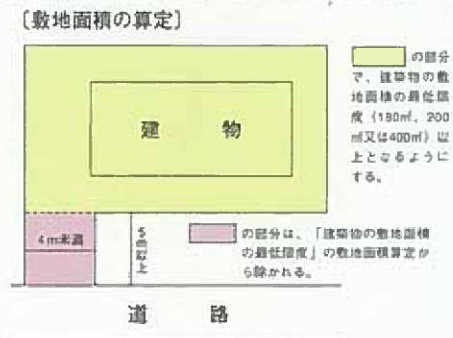 〔敷地面積の算定〕
の部分
で、建築物の敷
地面積の最低限
度（180㎡、200
㎡又は400㎡）以
上となるように
する。
建　物
4m未満
5m以上
の部分は、「建築物の敷地面積
の最低限度」の敷地面積算定か
ら除かれる。
道　路